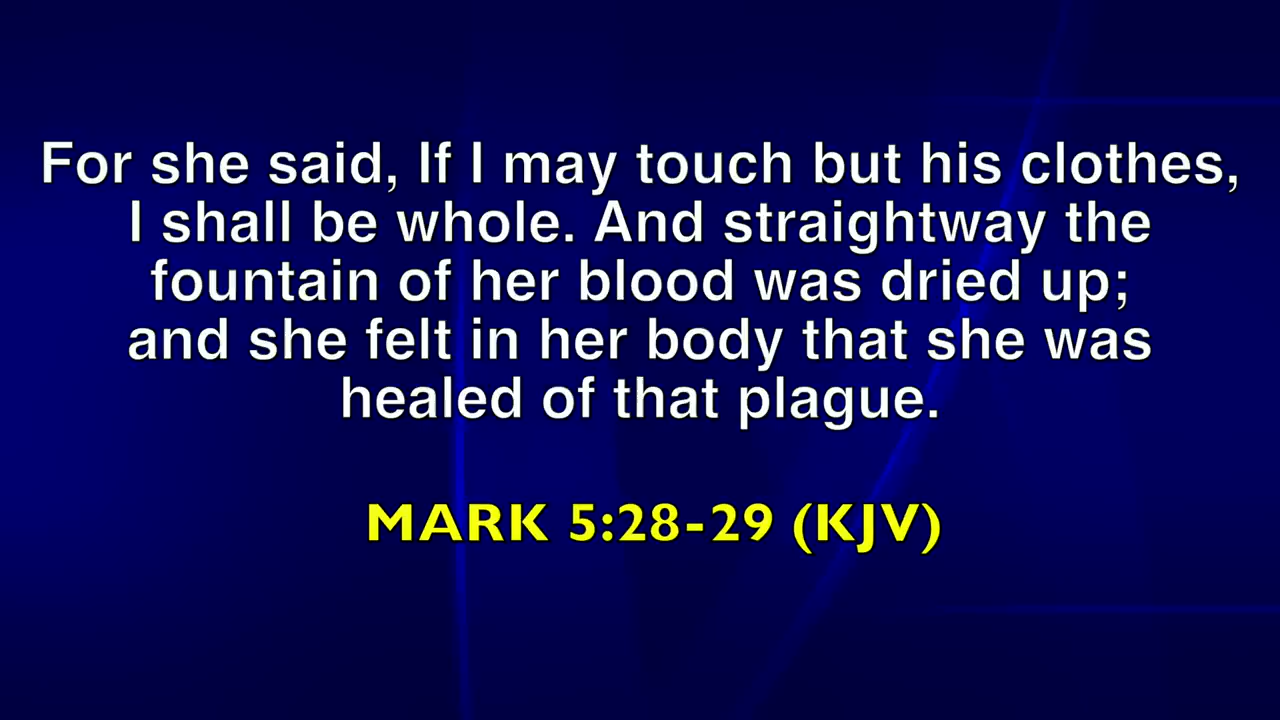 For she said, If I may touch but his clothes,
I shall be whole. And straightway the
fountain of her blood was dried up;
and she felt in her body that she was
healed of that plague.
MARK 5:28-29 (KJV)